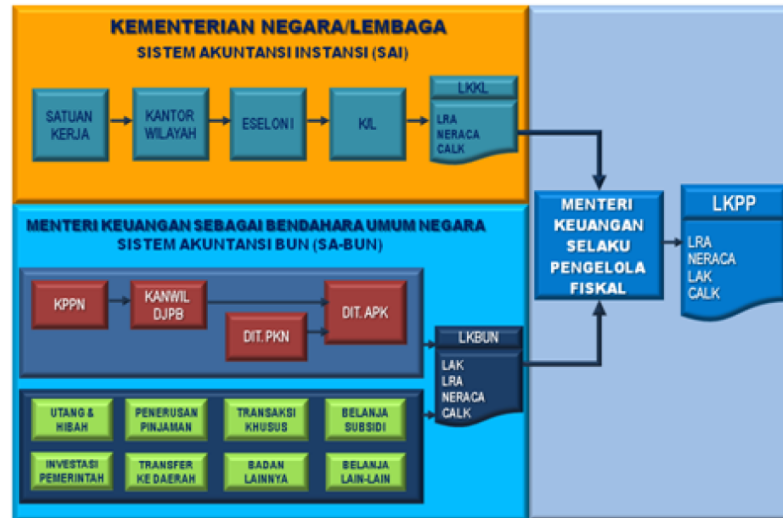 KEMENTERIAN NEGARA/LEMBAGA
SISTEM AKUNTANSI INSTANSI (SAI)
SATUAN
KERJA
KANTOR
WILAYAH
ESELON I
K/L
LKKL
LRA
NERACA
CALK
MENTERI KEUANGAN SEBAGAI BENDAHARA UMUM NEGARA
SISTEM AKUNTANSI BUN (SA-BUN)
KPPN
KANWIL
DJPB
DIT. PKN
DIT. APK
LKBUN
LAK
LRA
NERACA
CALK
UTANG &
HIBAH
PENERUSAN
PINJAMAN
TRANSAKSI
KHUSUS
BELANJA
SUBSIDI
INVESTASI
PEMERINTAH
TRANSFER
KE DAERAH
BADAN
LAINNYA
BELANJA
LAIN-LAIN
MENTERI
KEUANGAN
SELAKU
PENGELOLA
FISKAL
LKPP
LRA
NERACA
LAK
CALK